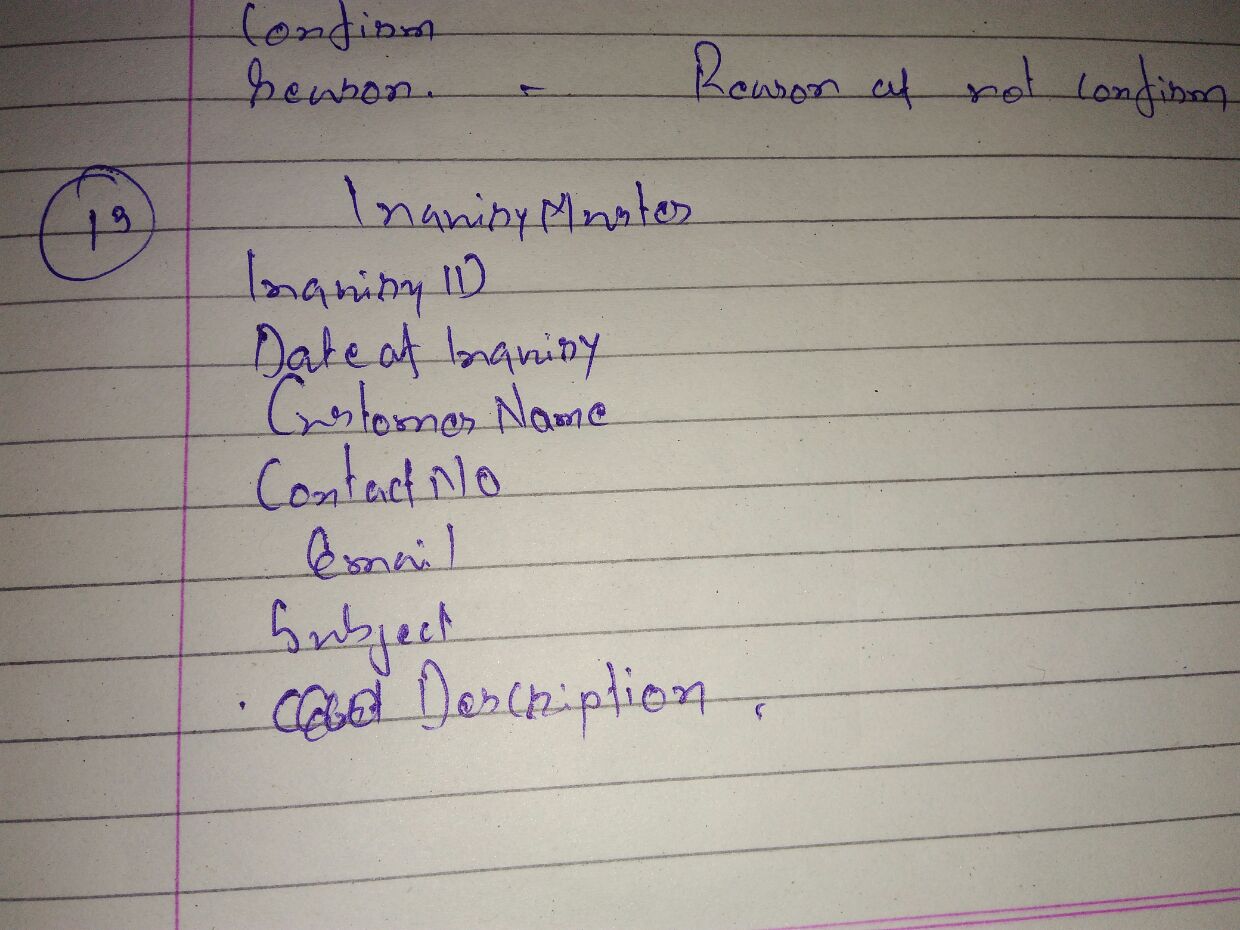 Confirm
Reason. - Reason of not confirm
19 Inquiry Master
Inquiry ID
Date of Inquiry
Customer Name
Contact No
Email
Subject
Description